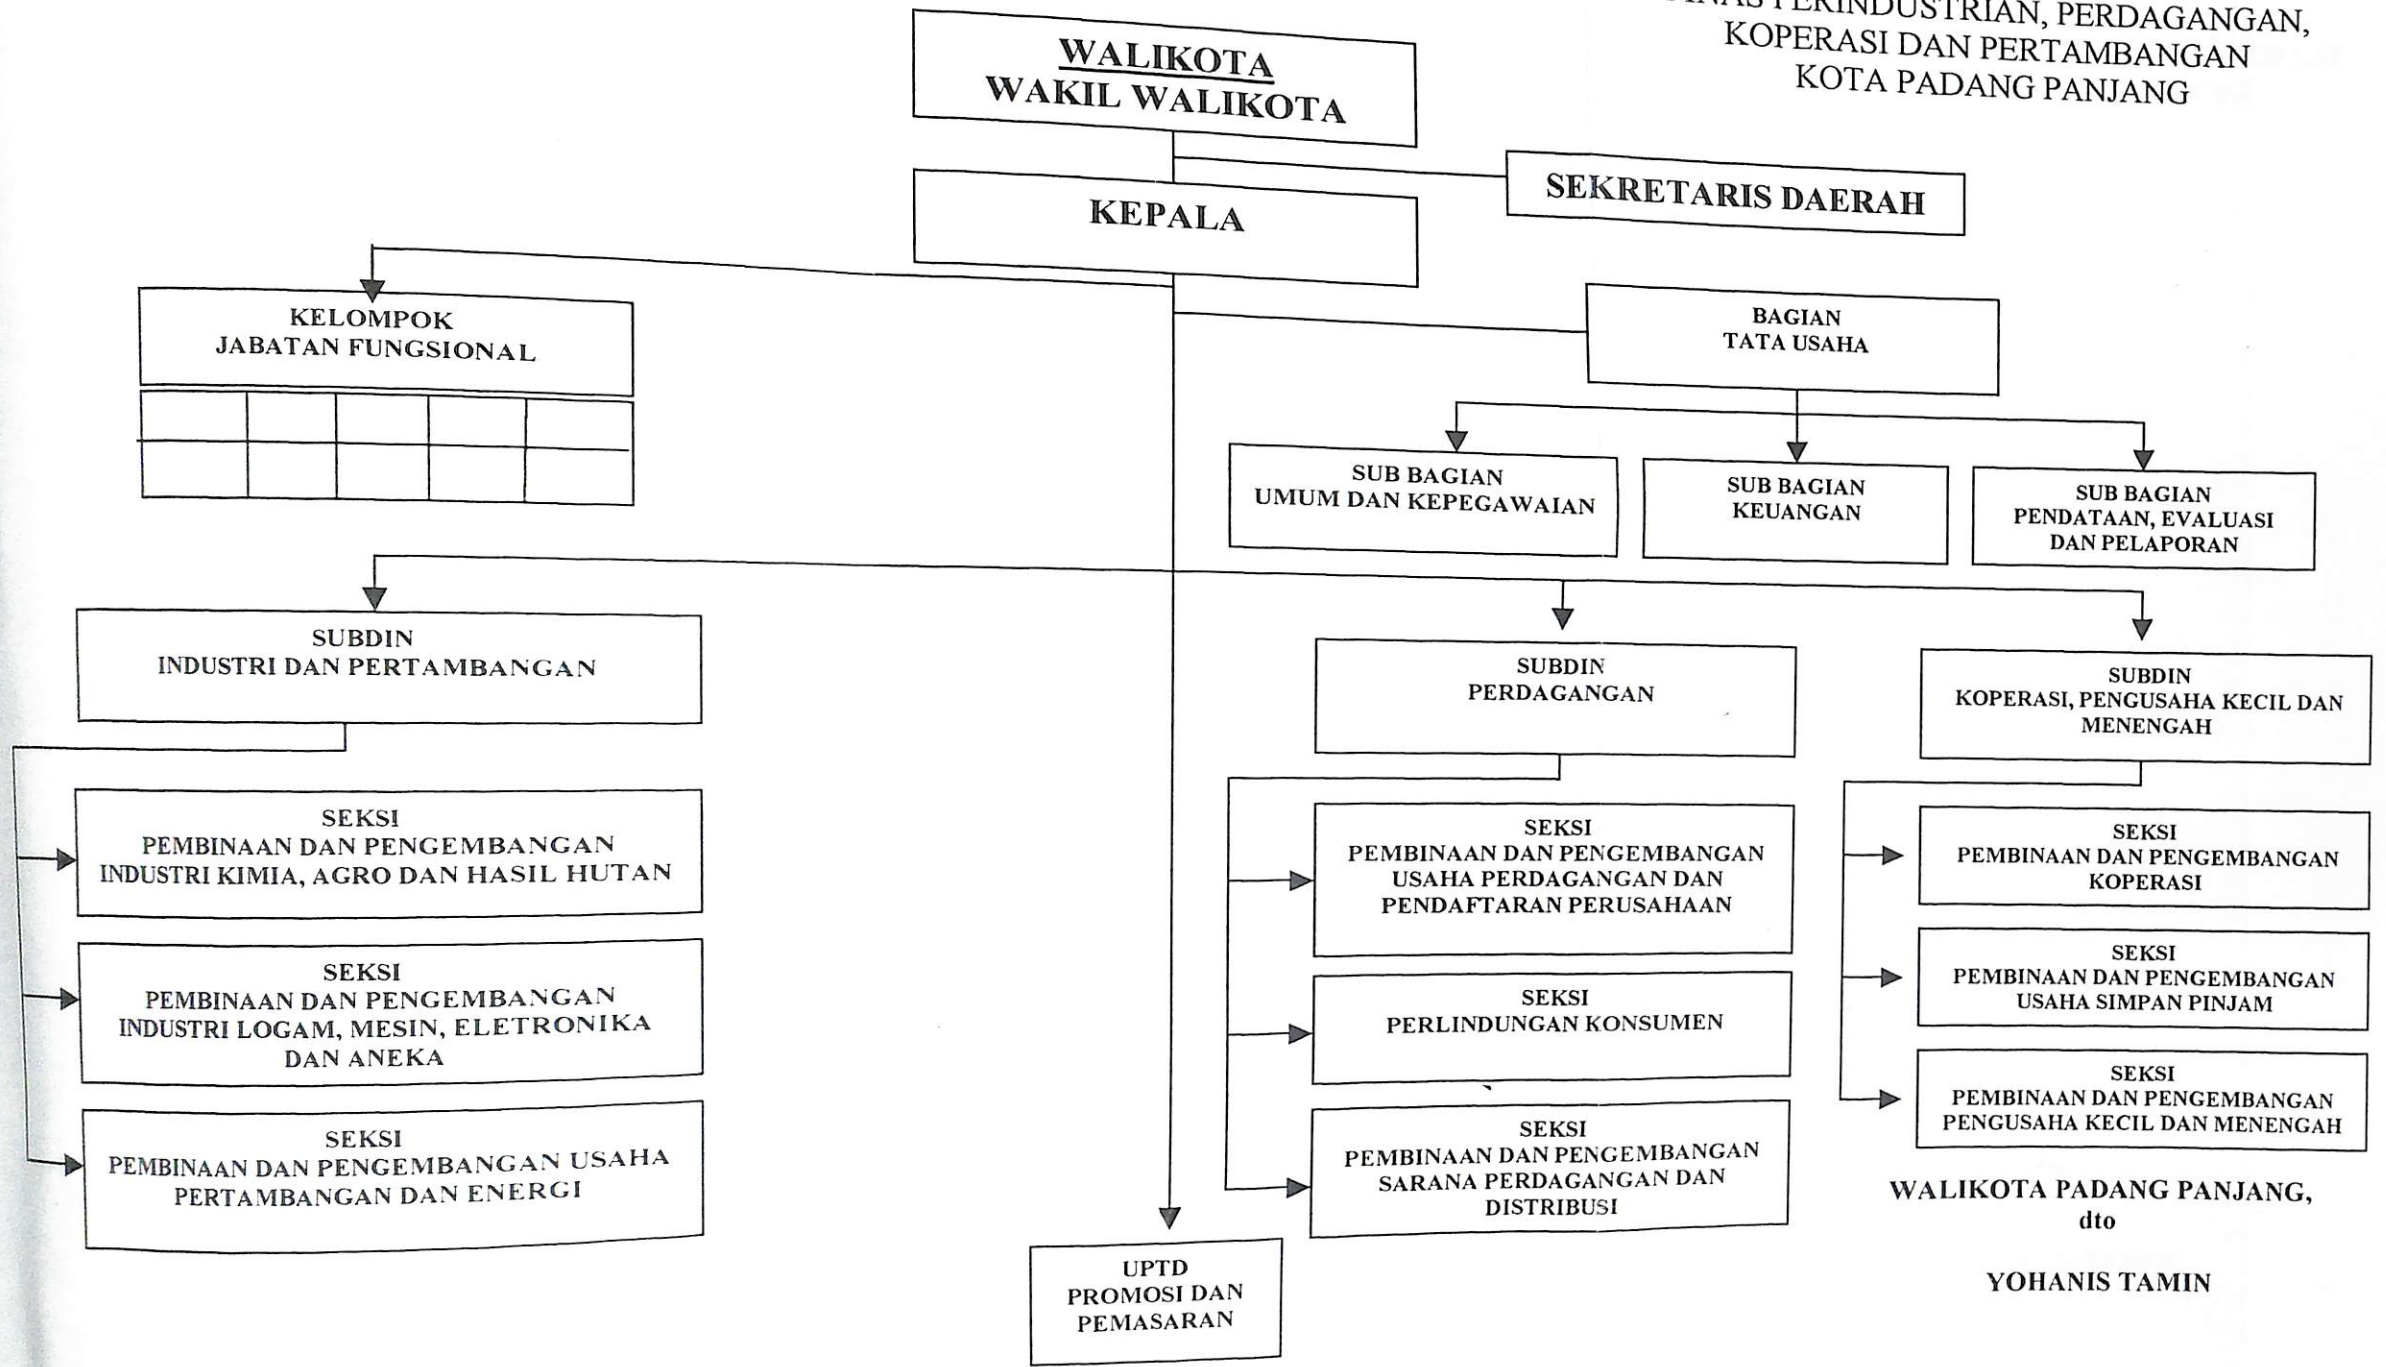 PERINDUSTRIAN, PERDAGANGAN,
KOPERASI DAN PERTAMBANGAN
KOTA PADANG PANJANG
WALIKOTA
WAKIL WALIKOTA
SEKRETARIS DAERAH
KEPALA
KELOMPOK
JABATAN FUNGSIONAL
BAGIAN
TATA USAHA
SUB BAGIAN
UMUM DAN KEPEGAWAIAN
SUB BAGIAN
KEUANGAN
SUB BAGIAN
PENDATAAN, EVALUASI
DAN PELAPORAN
SUBDIN
INDUSTRI DAN PERTAMBANGAN
SUBDIN
PERDAGANGAN
SUBDIN
KOPERASI, PENGUSAHA KECIL DAN
MENENGAH
SEKSI
PEMBINAAN DAN PENGEMBANGAN
INDUSTRI KIMIA, AGRO DAN HASIL HUTAN
SEKSI
PEMBINAAN DAN PENGEMBANGAN
INDUSTRI LOGAM, MESIN, ELETRONIKA
DAN ANEKA
SEKSI
PEMBINAAN DAN PENGEMBANGAN USAHA
PERTAMBANGAN DAN ENERGI
SEKSI
PEMBINAAN DAN PENGEMBANGAN
USAHA PERDAGANGAN DAN
PENDAFTARAN PERUSAHAAN
SEKSI
PERLINDUNGAN KONSUMEN
SEKSI
PEMBINAAN DAN PENGEMBANGAN
SARANA PERDAGANGAN DAN
DISTRIBUSI
SEKSI
PEMBINAAN DAN PENGEMBANGAN
KOPERASI
SEKSI
PEMBINAAN DAN PENGEMBANGAN
USAHA SIMPAN PINJAM
SEKSI
PEMBINAAN DAN PENGEMBANGAN
PENGUSAHA KECIL DAN MENENGAH
UPTD
PROMOSI DAN
PEMASARAN
WALIKOTA PADANG PANJANG,
dto
YOHANIS TAMIN